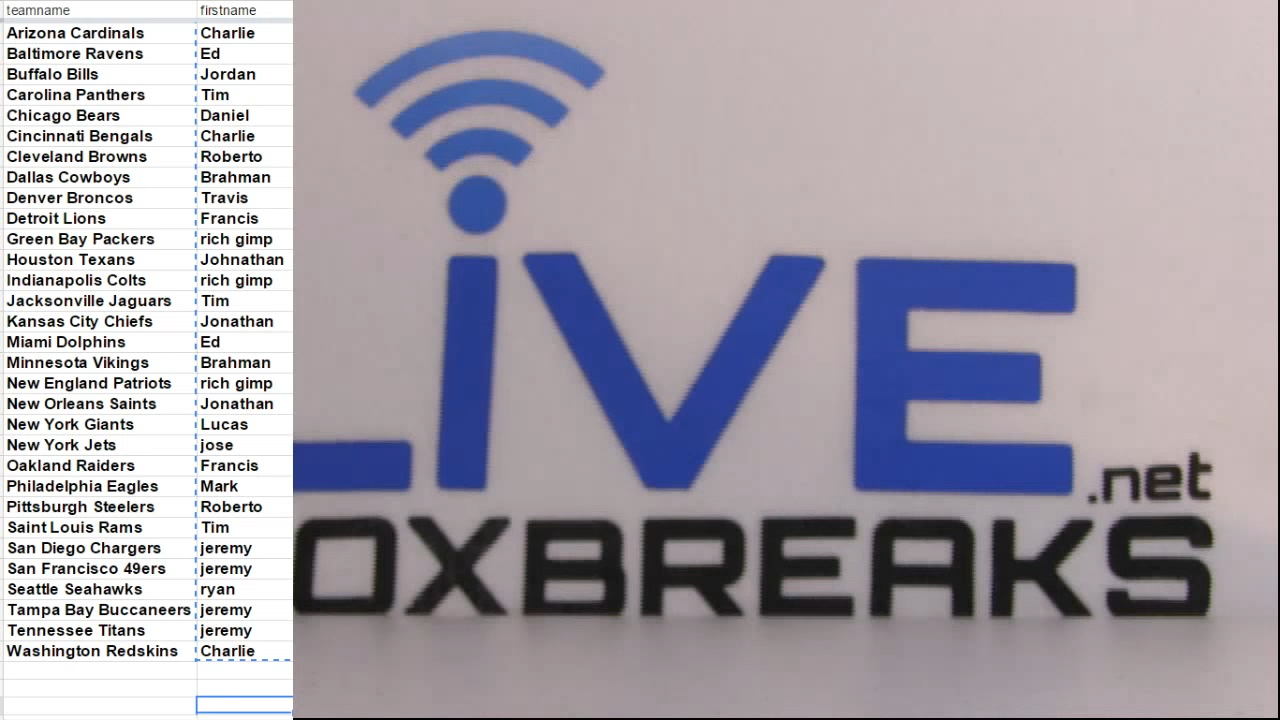 teamname firstname
Arizona Cardinals Charlie
Baltimore Ravens Ed
Buffalo Bills Jordan
Carolina Panthers Tim
Chicago Bears Daniel
Cincinnati Bengals Charlie
Cleveland Browns Roberto
Dallas Cowboys Brahman
Denver Broncos Travis
Detroit Lions Francis
Green Bay Packers rich gimp
Houston Texans Johnathan
Indianapolis Colts rich gimp
Jacksonville Jaguars Tim
Kansas City Chiefs Jonathan
Miami Dolphins Ed
Minnesota Vikings Brahman
New England Patriots rich gimp
New Orleans Saints Jonathan
New York Giants Lucas
New York Jets jose
Oakland Raiders Francis
Philadelphia Eagles Mark
Pittsburgh Steelers Roberto
Saint Louis Rams Tim
San Diego Chargers jeremy
San Francisco 49ers jeremy
Seattle Seahawks ryan
Tampa Bay Buccaneers jeremy
Tennessee Titans jeremy
Washington Redskins Charlie
LiVE
.net
OXBREAKS